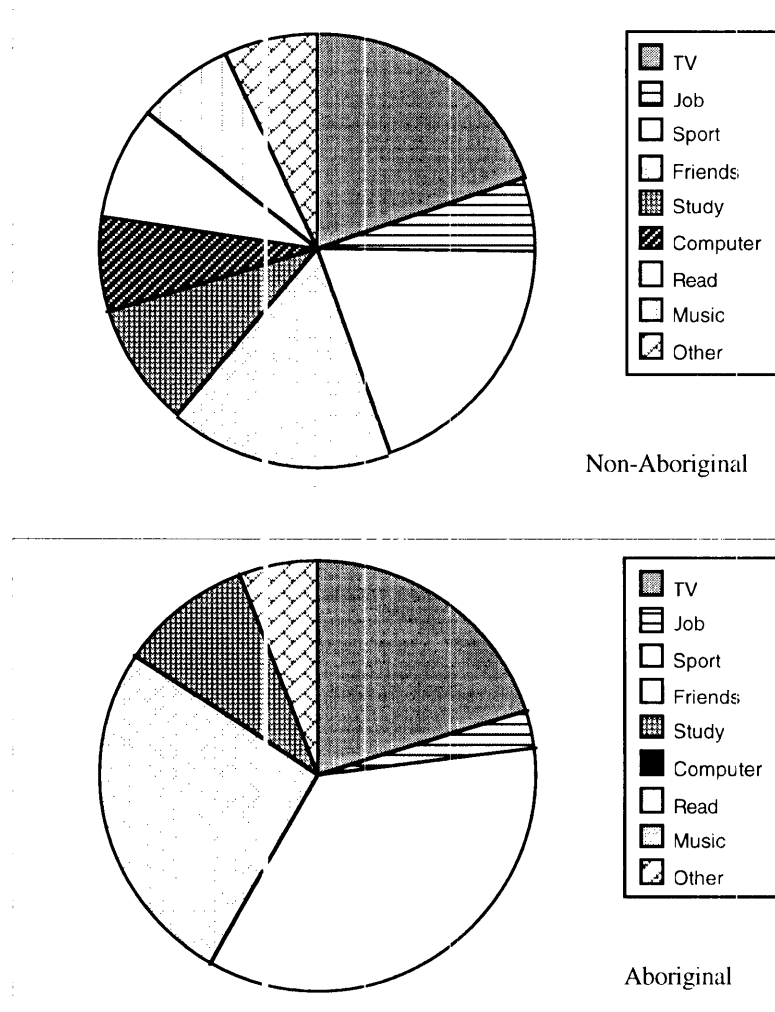 TV
Job
Sport
Friends
Study
Computer
Read
Music
Other
Non-Aboriginal
TV
Job
Sport
Friends
Study
Computer
Read
Music
Other
Aboriginal